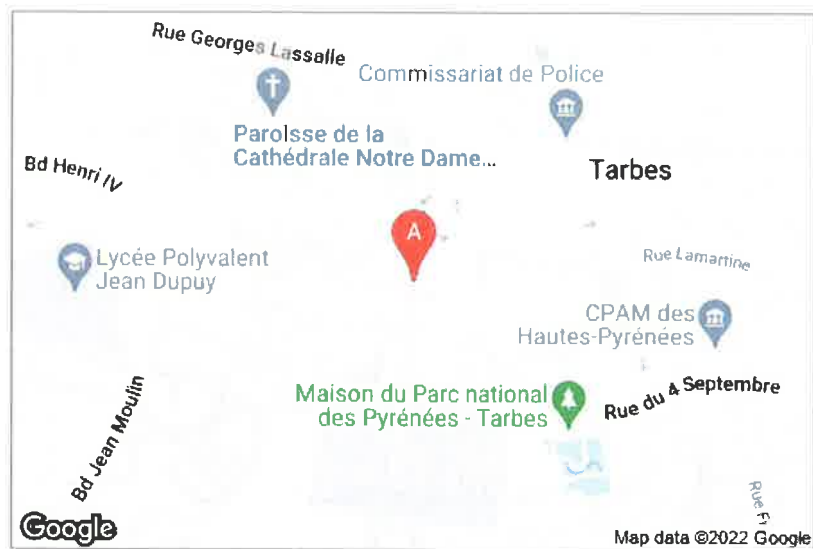 Rue Georges Lassalle
Commissariat de Police
Paroisse de la
Cathédrale Notre Dame...
Bd Henri IV
Tarbes
A
Lycée Polyvalent
Jean Dupuy
Rue Lamartine
CPAM des
Hautes-Pyrénées
Maison du Parc national
des Pyrénées - Tarbes
Rue du 4 Septembre
Bd Jean Moulin
Rue F
Google
Map data ©2022 Google